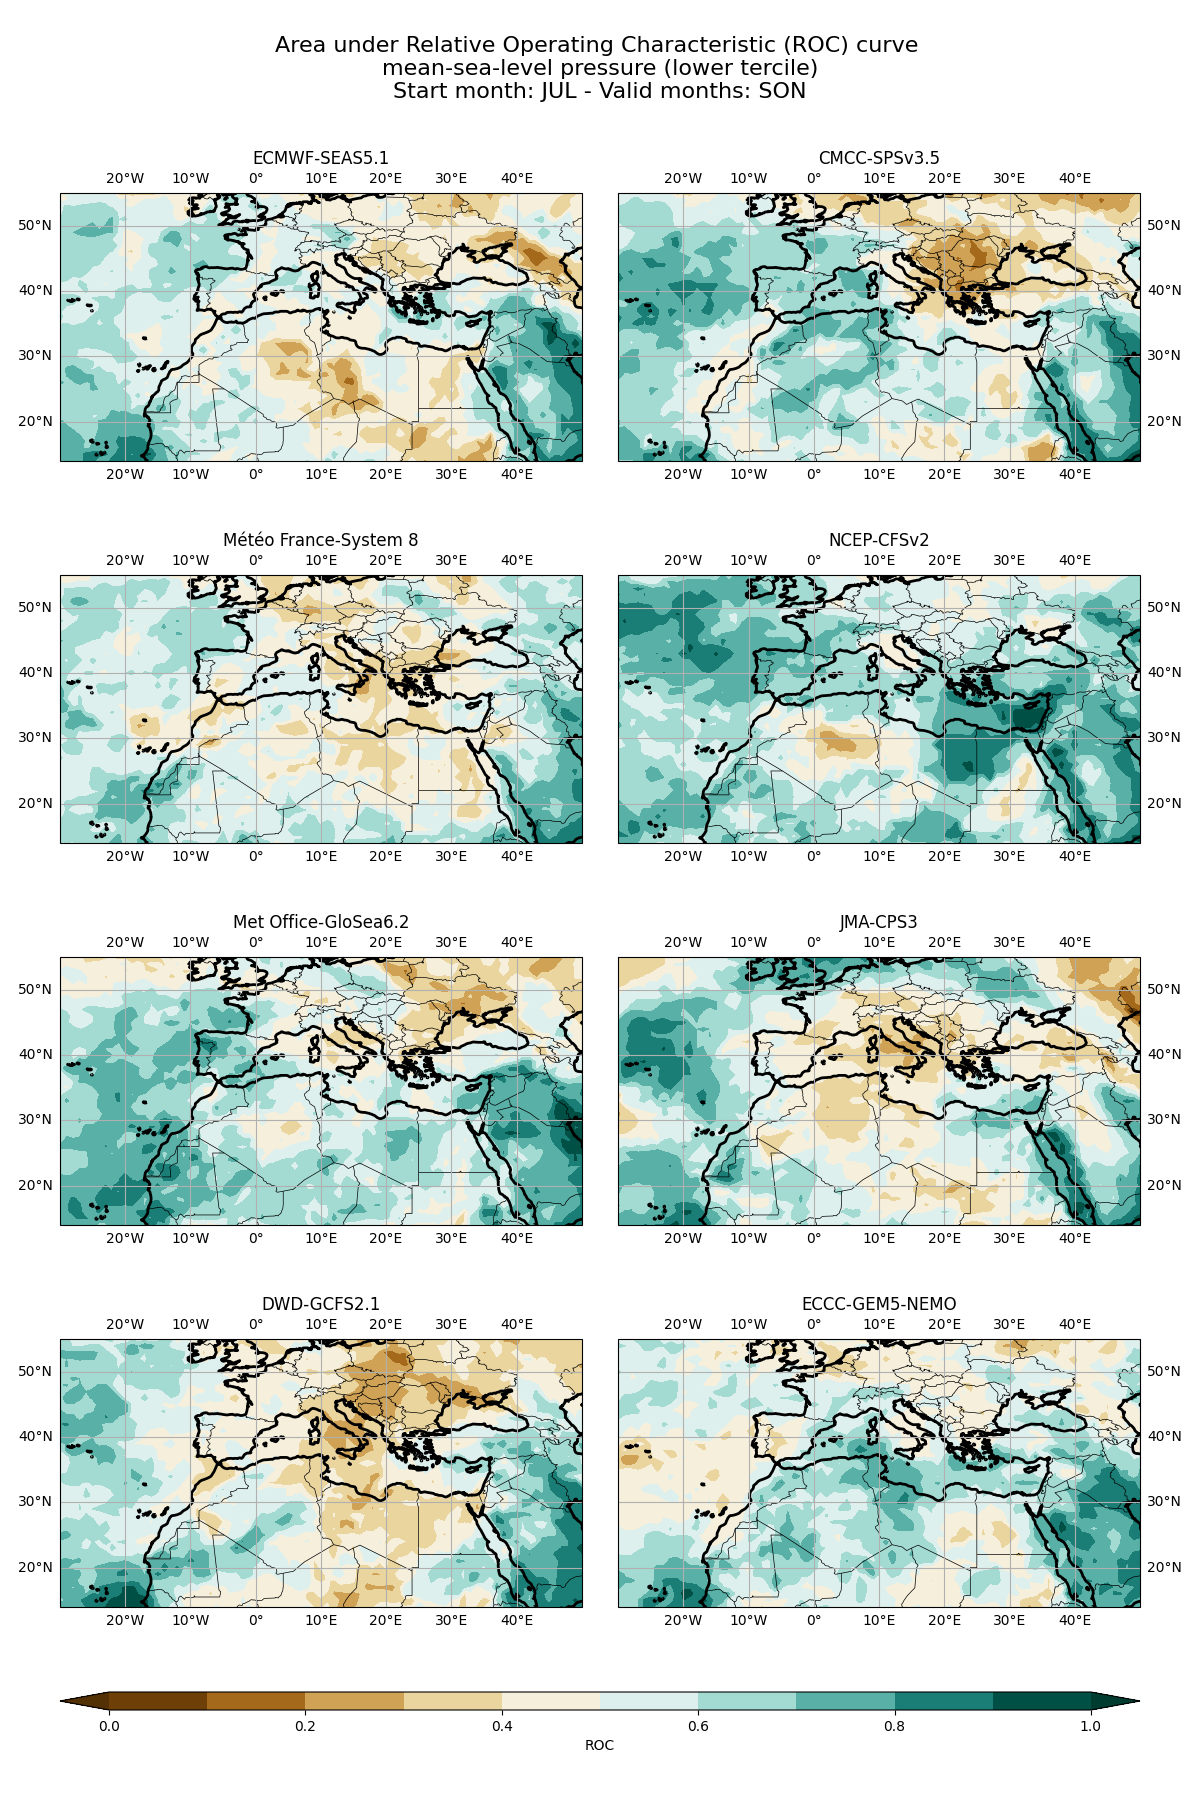 Area under Relative Operating Characteristic (ROC) curve
mean-sea-level pressure (lower tercile)
Start month: JUL - Valid months: SON
ECMWF-SEAS5.1
20°W 10°W 0° 10°E 20°E 30°E 40°E
50°N
40°N
30°N
20°N
20°W 10°W 0° 10°E 20°E 30°E 40°E
CMCC-SPSv3.5
20°W 10°W 0° 10°E 20°E 30°E 40°E
50°N
40°N
30°N
20°N
20°W 10°W 0° 10°E 20°E 30°E 40°E
Météo France-System 8
20°W 10°W 0° 10°E 20°E 30°E 40°E
50°N
40°N
30°N
20°N
20°W 10°W 0° 10°E 20°E 30°E 40°E
NCEP-CFSv2
20°W 10°W 0° 10°E 20°E 30°E 40°E
50°N
40°N
30°N
20°N
20°W 10°W 0° 10°E 20°E 30°E 40°E
Met Office-GloSea6.2
20°W 10°W 0° 10°E 20°E 30°E 40°E
50°N
40°N
30°N
20°N
20°W 10°W 0° 10°E 20°E 30°E 40°E
JMA-CPS3
20°W 10°W 0° 10°E 20°E 30°E 40°E
50°N
40°N
30°N
20°N
20°W 10°W 0° 10°E 20°E 30°E 40°E
DWD-GCFS2.1
20°W 10°W 0° 10°E 20°E 30°E 40°E
50°N
40°N
30°N
20°N
20°W 10°W 0° 10°E 20°E 30°E 40°E
ECCC-GEM5-NEMO
20°W 10°W 0° 10°E 20°E 30°E 40°E
50°N
40°N
30°N
20°N
20°W 10°W 0° 10°E 20°E 30°E 40°E
0.0 0.2 0.4 0.6 0.8 1.0
ROC